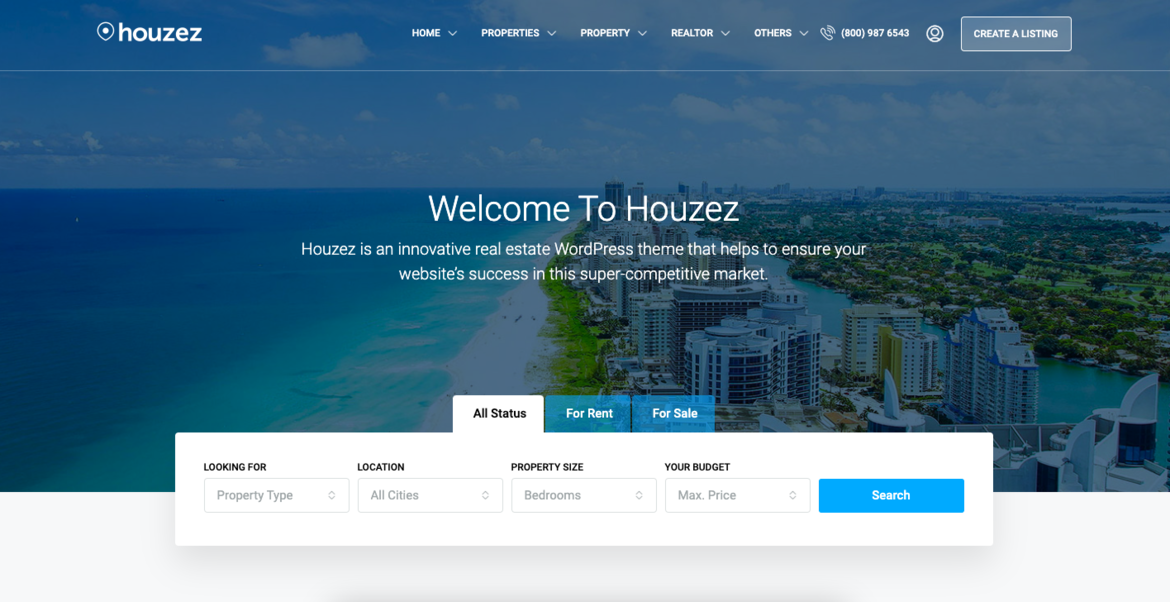 houzez
HOME PROPERTIES PROPERTY REALTOR OTHERS (800) 987 6543 CREATE A LISTING
Welcome To Houzez
Houzez is an innovative real estate WordPress theme that helps to ensure your
website’s success in this super-competitive market.
All Status For Rent For Sale
LOOKING FOR LOCATION PROPERTY SIZE YOUR BUDGET
Property Type All Cities Bedrooms Max. Price Search